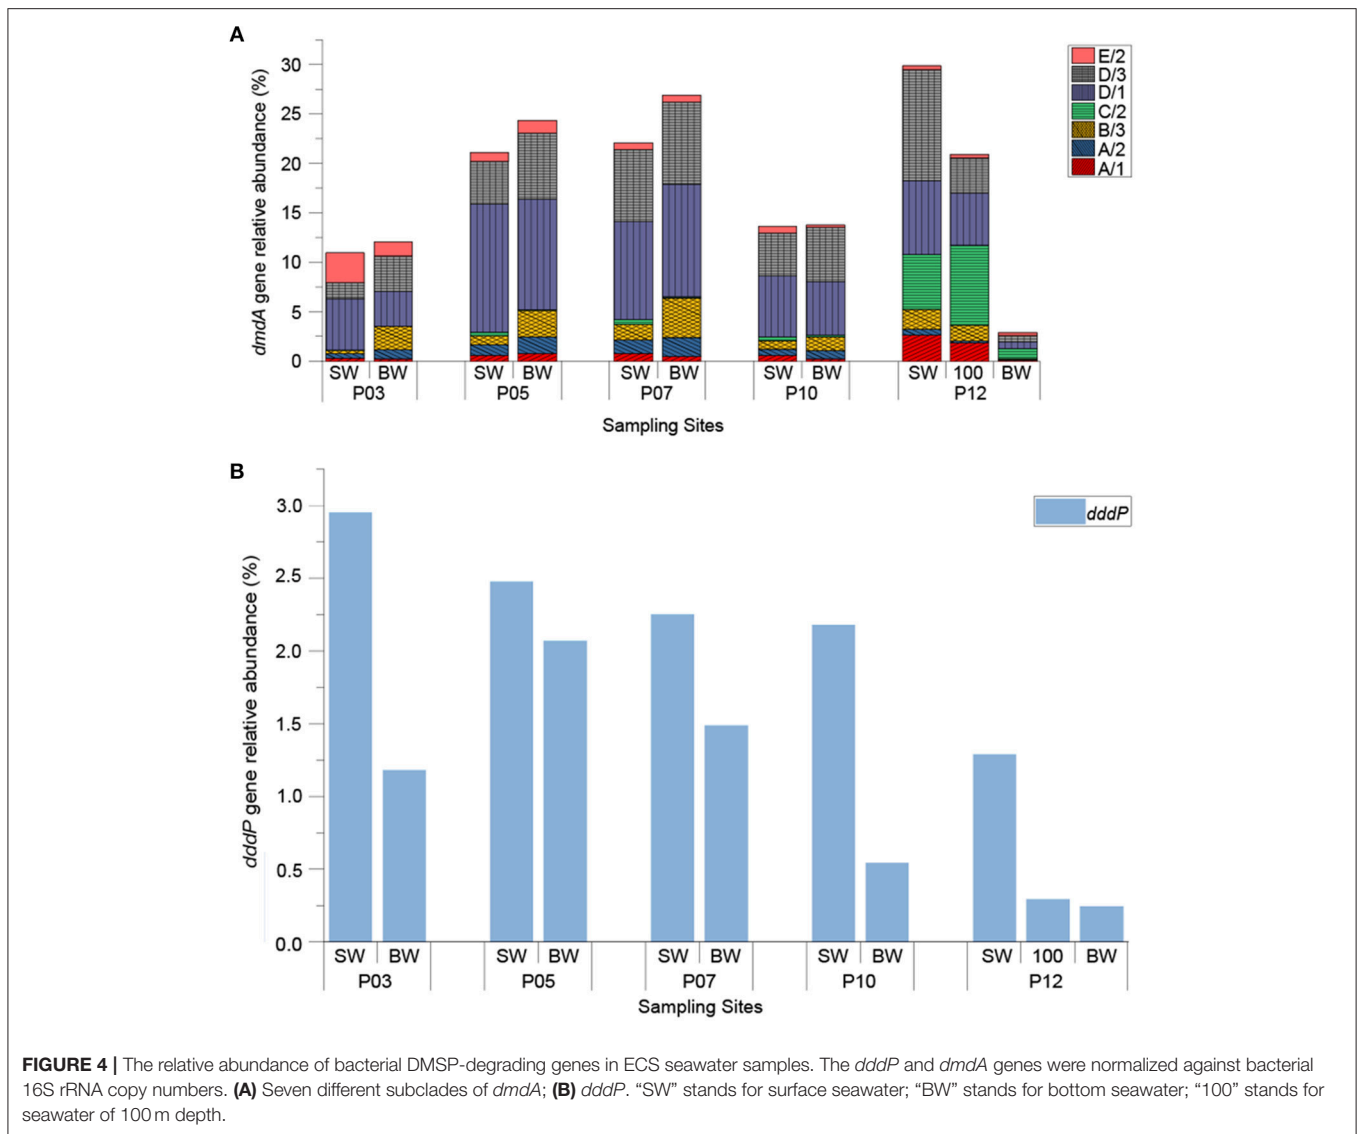 A
dmdA gene relative abundance (%)
30
25
20
15
10
5
0
E/2
D/3
D/1
C/2
B/3
A/2
A/1
SW BW SW BW SW BW SW BW SW 100 BW
P03 P05 P07 P10 P12
Sampling Sites
B
dddP gene relative abundance (%)
3.0
2.5
2.0
1.5
1.0
0.5
0.0
dddP
SW BW SW BW SW BW SW BW SW 100 BW
P03 P05 P07 P10 P12
Sampling Sites
FIGURE 4 | The relative abundance of bacterial DMSP-degrading genes in ECS seawater samples. The dddP and dmdA genes were normalized against bacterial
16S rRNA copy numbers. (A) Seven different subclades of dmdA; (B) dddP. “SW” stands for surface seawater; “BW” stands for bottom seawater; “100” stands for
seawater of 100 m depth.